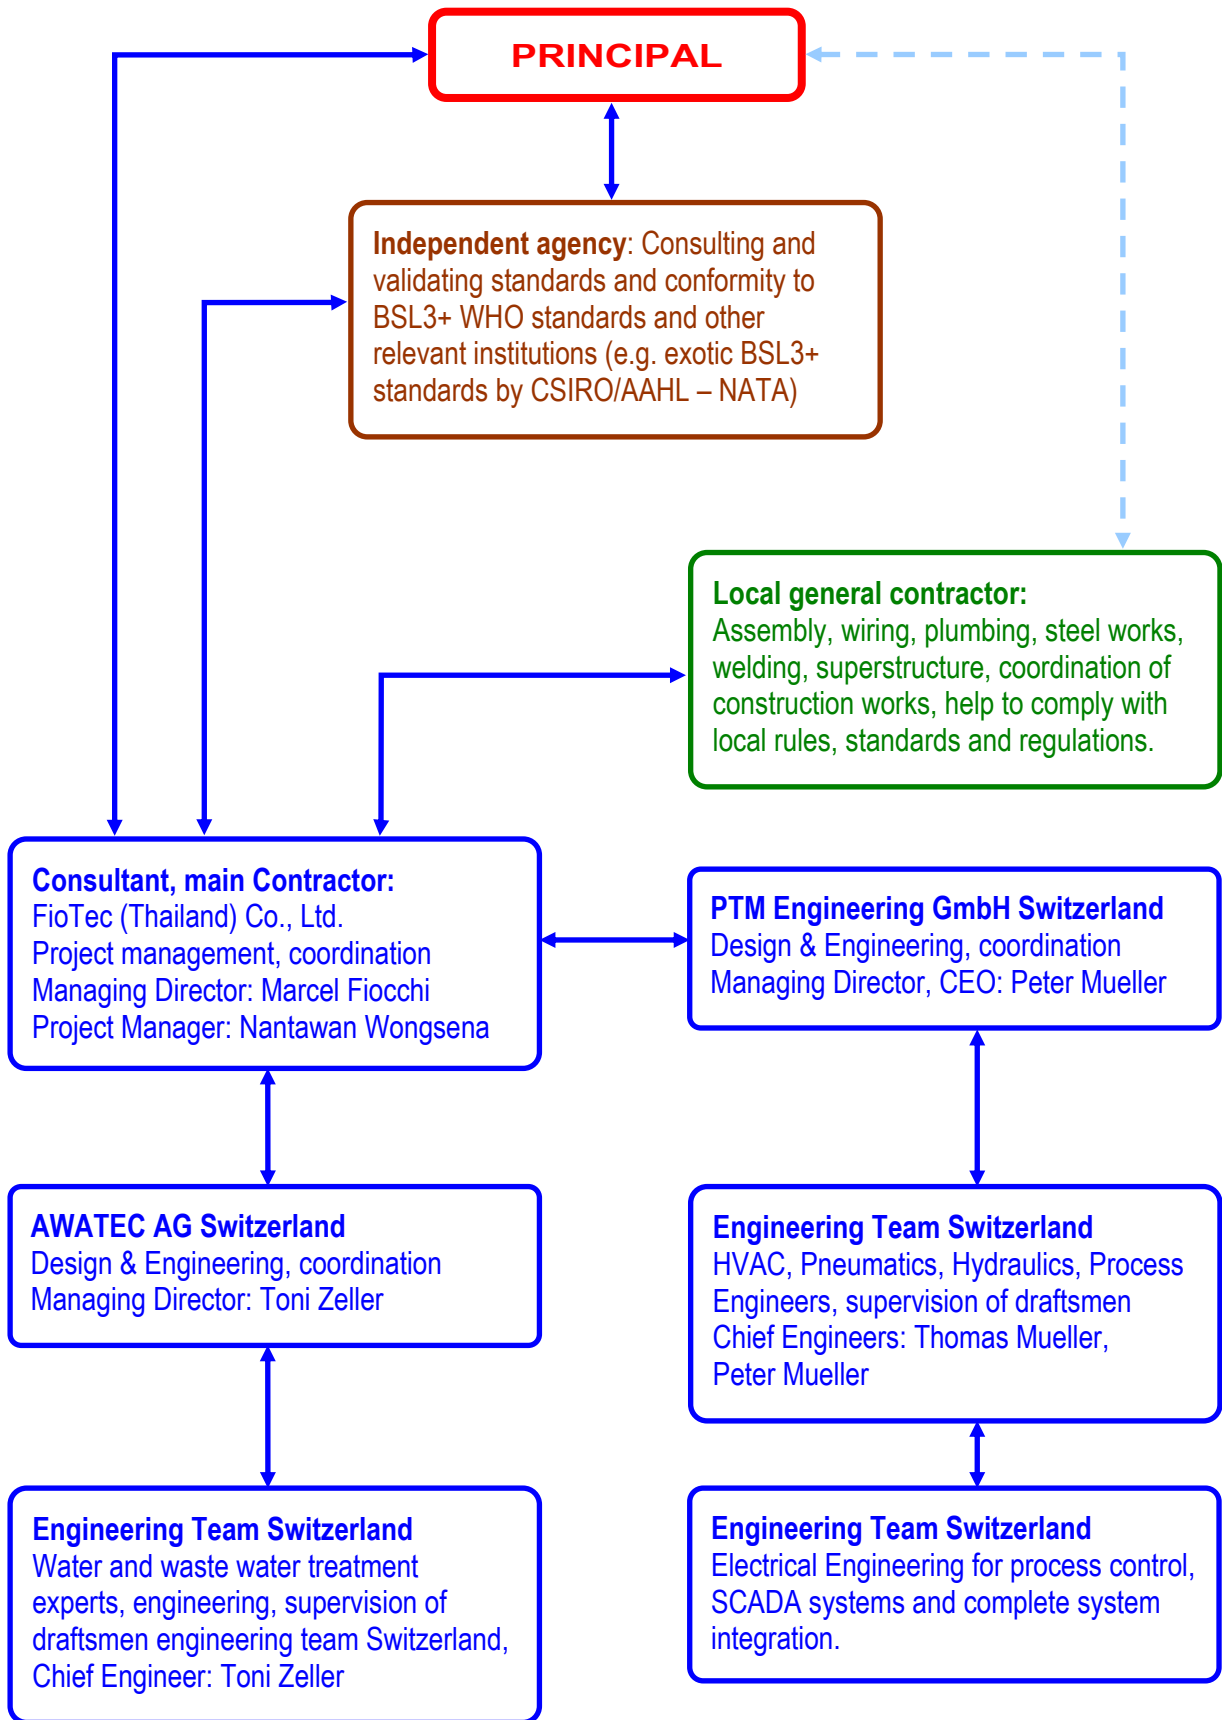 PRINCIPAL
Independent agency: Consulting and
validating standards and conformity to
BSL3+ WHO standards and other
relevant institutions (e.g. exotic BSL3+
standards by CSIRO/AAHL – NATA)
Local general contractor:
Assembly, wiring, plumbing, steel works,
welding, superstructure, coordination of
construction works, help to comply with
local rules, standards and regulations.
Consultant, main Contractor:
FioTec (Thailand) Co., Ltd.
Project management, coordination
Managing Director: Marcel Fiocchi
Project Manager: Nantawan Wongsena
PTM Engineering GmbH Switzerland
Design & Engineering, coordination
Managing Director, CEO: Peter Mueller
AWATEC AG Switzerland
Design & Engineering, coordination
Managing Director: Toni Zeller
Engineering Team Switzerland
HVAC, Pneumatics, Hydraulics, Process
Engineers, supervision of draftsmen
Chief Engineers: Thomas Mueller,
Peter Mueller
Engineering Team Switzerland
Water and waste water treatment
experts, engineering, supervision of
draftsmen engineering team Switzerland,
Chief Engineer: Toni Zeller
Engineering Team Switzerland
Electrical Engineering for process control,
SCADA systems and complete system
integration.